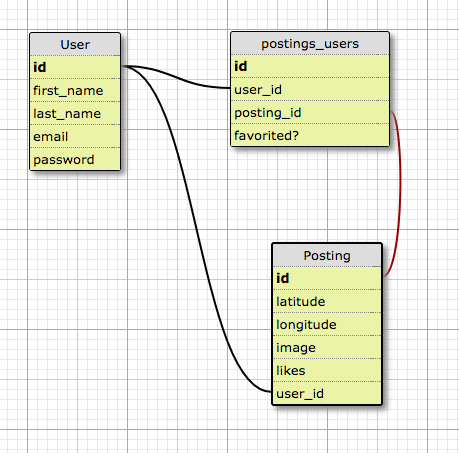 User
id
first_name
last_name
email
password
postings_users
id
user_id
posting_id
favorited?
Posting
id
latitude
longitude
image
likes
user_id